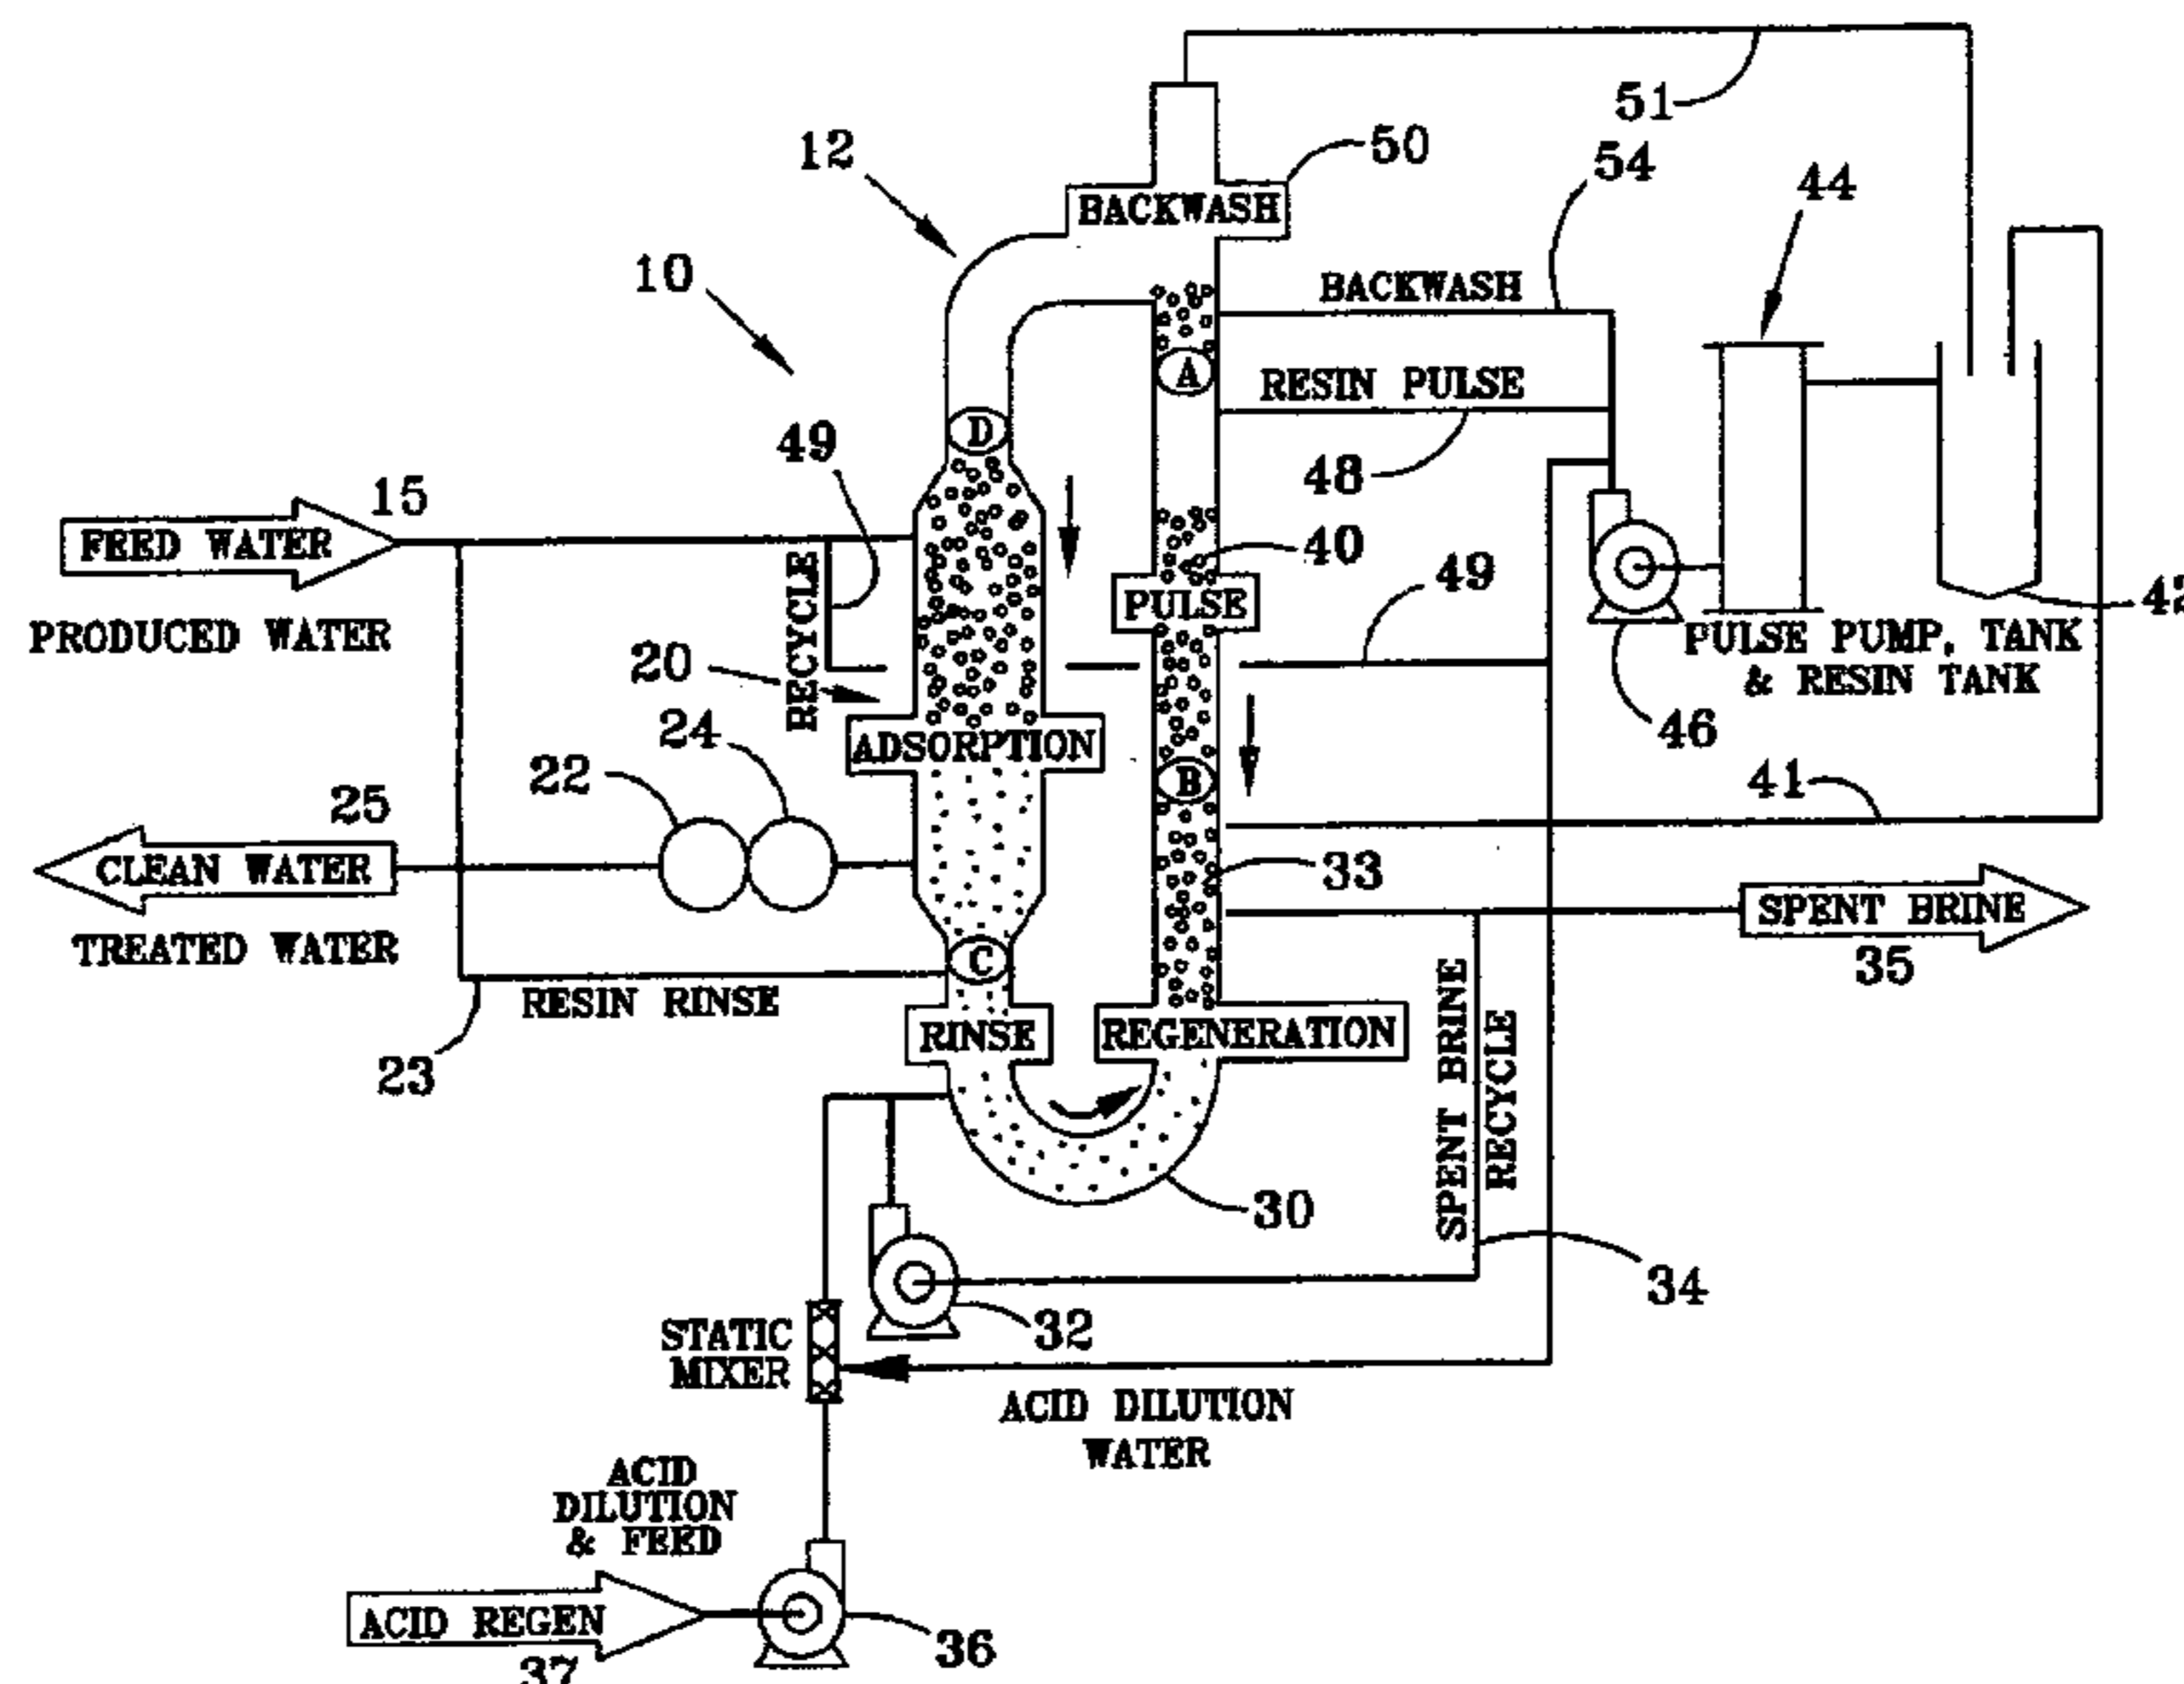 51
12
50
54
44
BACKWASH
10
BACKWASH
A
RESIN PULSE
D
49
48
15
FEED WATER
40
49
PULSE
RECYCLE
PRODUCED WATER
20
PULSE PUMP, TANK
& RESIN TANK
46
24
ADSORPTION
22
B
41
25
CLEAN WATER
33
SPENT BRINE
TREATED WATER
35
C
RESIN RINSE
RINSE
REGENERATION
23
SPENT BRINE
RECYCLE
30
34
32
STATIC
MIXER
ACID DILUTION
WATER
ACID
DILUTION
& FEED
ACID REGEN
36
37